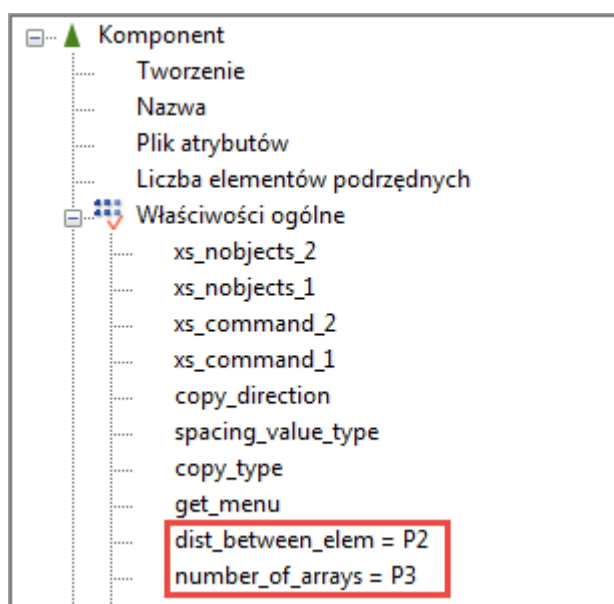 Komponent
Tworzenie
Nazwa
Plik atrybutów
Liczba elementów podrzędnych
Właściwości ogólne
xs_nobjects_2
xs_nobjects_1
xs_command_2
xs_command_1
copy_direction
spacing_value_type
copy_type
get_menu
dist_between_elem = P2
number_of_arrays = P3